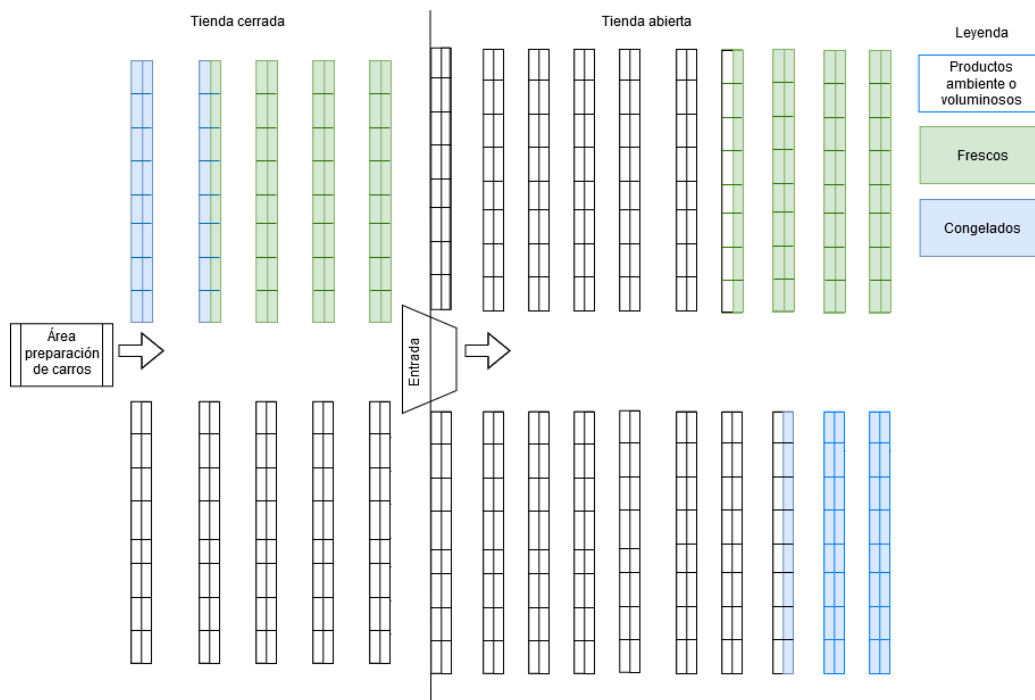 Tienda cerrada
Tienda abierta
Leyenda
Productos
ambiente o
voluminosos
Frescos
Congelados
Área
preparación
de carros
Entrada